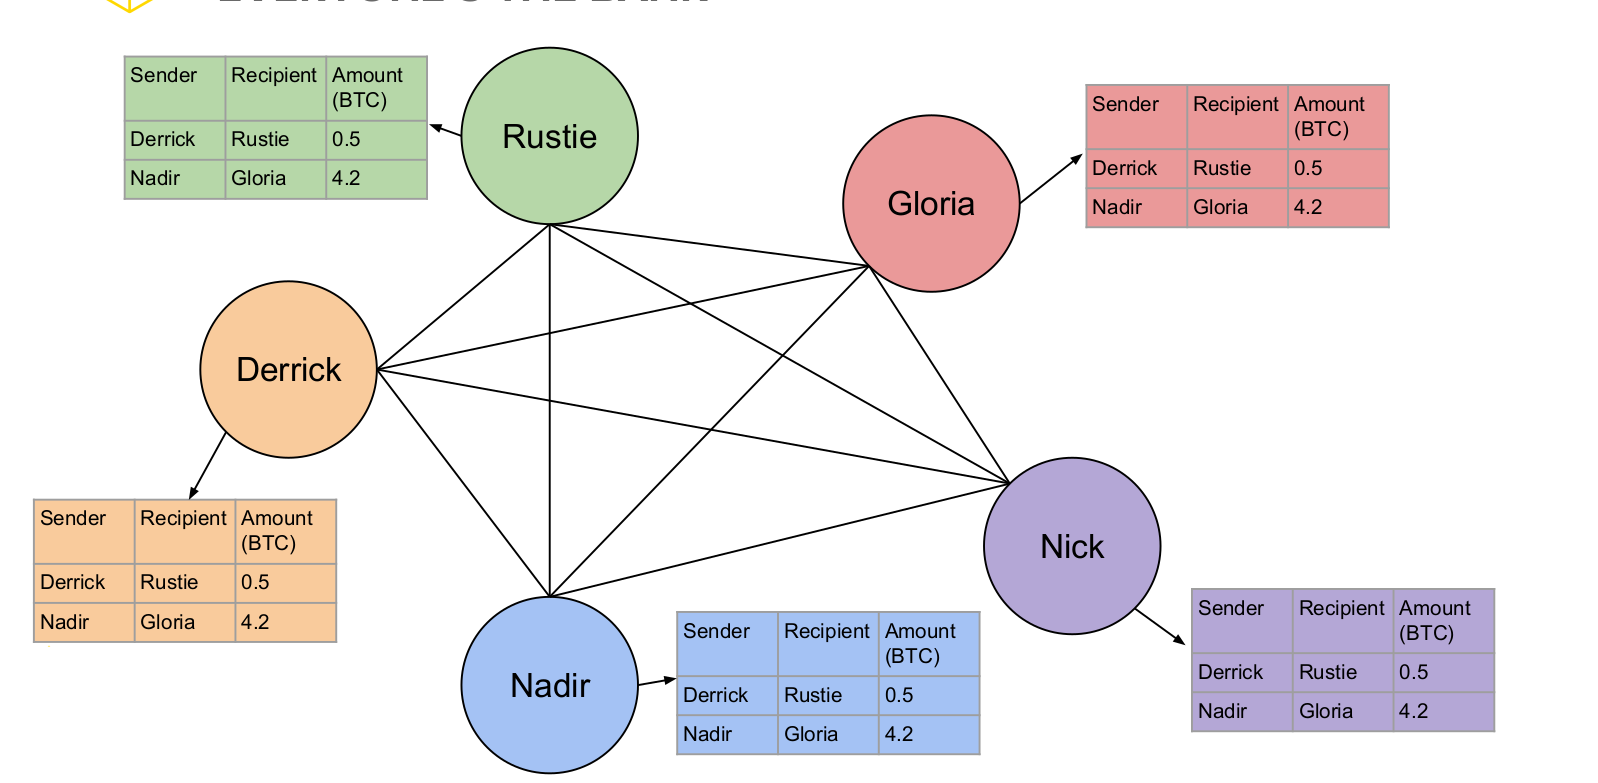 Rustie
Sender Recipient Amount
(BTC)
Derrick Rustie 0.5
Nadir Gloria 4.2
Gloria
Sender Recipient Amount
(BTC)
Derrick Rustie 0.5
Nadir Gloria 4.2
Derrick
Sender Recipient Amount
(BTC)
Derrick Rustie 0.5
Nadir Gloria 4.2
Nick
Sender Recipient Amount
(BTC)
Derrick Rustie 0.5
Nadir Gloria 4.2
Nadir
Sender Recipient Amount
(BTC)
Derrick Rustie 0.5
Nadir Gloria 4.2